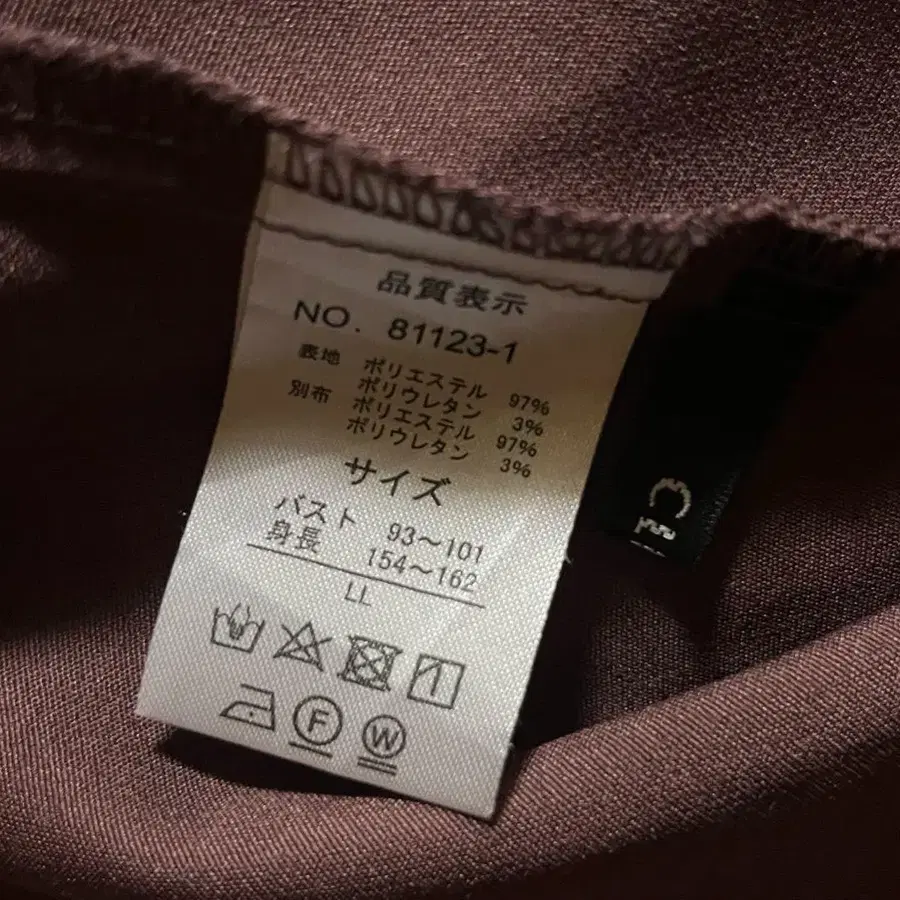 品質表示
NO. 81123-1
表地 ポリエステル 97%
ポリウレタン 3%
別布 ポリエステル 97%
ポリウレタン 3%
サイズ
バスト 93～101
身長 154～162
LL
F
W
C